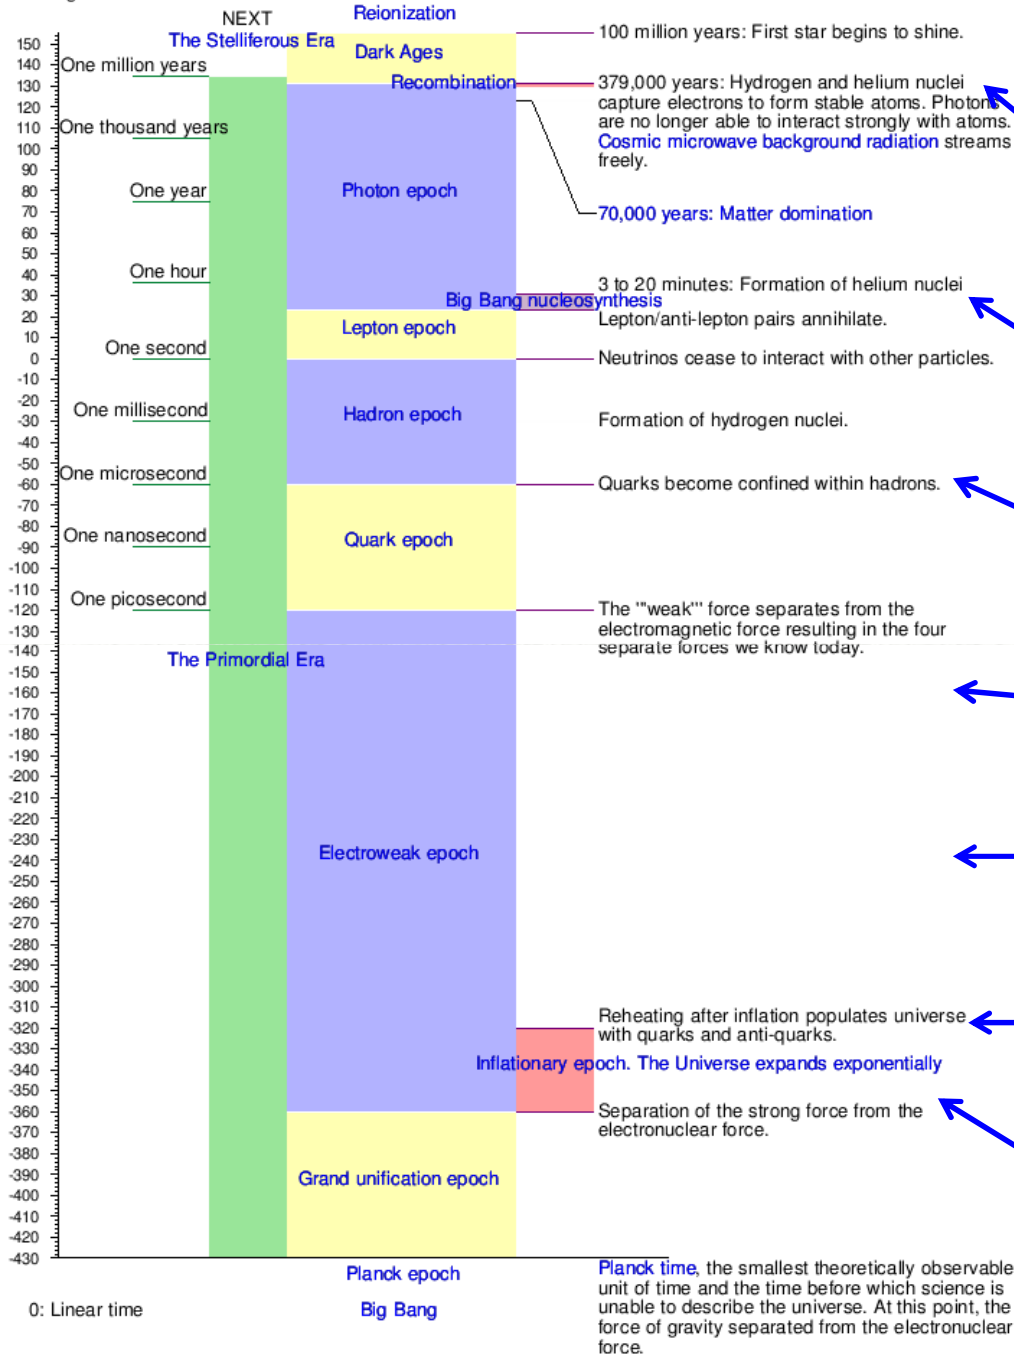 NEXT
Reionization
The Stelliferous Era
150
140
130
120
110
100
90
80
70
60
50
40
30
20
10
0
-10
-20
-30
-40
-50
-60
-70
-80
-90
-100
-110
-120
-130
-140
-150
-160
-170
-180
-190
-200
-210
-220
-230
-240
-250
-260
-270
-280
-290
-300
-310
-320
-330
-340
-350
-360
-370
-380
-390
-400
-410
-420
-430
One million years
One thousand years
One year
One hour
One second
One millisecond
One microsecond
One nanosecond
One picosecond
The Primordial Era
Dark Ages
Recombination
Photon epoch
Big Bang nucleosynthesis
Lepton epoch
Hadron epoch
Quark epoch
Electroweak epoch
Inflationary epoch. The Universe expands exponentially
Grand unification epoch
Planck epoch
Big Bang
0: Linear time
100 million years: First star begins to shine.
379,000 years: Hydrogen and helium nuclei
capture electrons to form stable atoms. Photons
are no longer able to interact strongly with atoms.
Cosmic microwave background radiation streams
freely.
70,000 years: Matter domination
3 to 20 minutes: Formation of helium nuclei
Lepton/anti-lepton pairs annihilate.
Neutrinos cease to interact with other particles.
Formation of hydrogen nuclei.
Quarks become confined within hadrons.
The '"weak"' force separates from the
electromagnetic force resulting in the four
separate forces we know today.
Reheating after inflation populates universe
with quarks and anti-quarks.
Separation of the strong force from the
electronuclear force.
Planck time, the smallest theoretically observable
unit of time and the time before which science is
unable to describe the universe. At this point, the
force of gravity separated from the electronuclear
force.